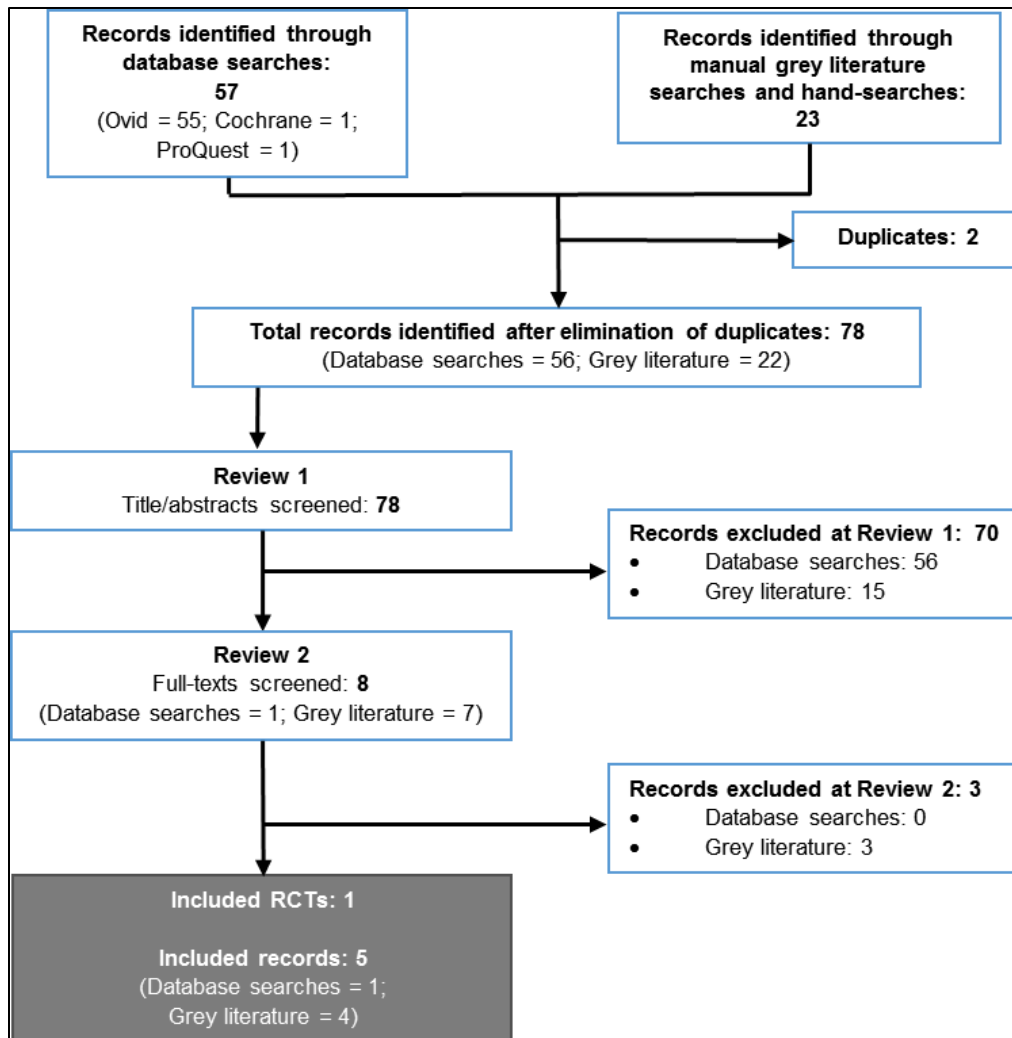 Records identified through
database searches:
57
(Ovid = 55; Cochrane = 1;
ProQuest = 1)
Records identified through
manual grey literature
searches and hand-searches:
23
Duplicates: 2
Total records identified after elimination of duplicates: 78
(Database searches = 56; Grey literature = 22)
Review 1
Title/abstracts screened: 78
Records excluded at Review 1: 70
• Database searches: 56
• Grey literature: 15
Review 2
Full-texts screened: 8
(Database searches = 1; Grey literature = 7)
Records excluded at Review 2: 3
• Database searches: 0
• Grey literature: 3
Included RCTs: 1
Included records: 5
(Database searches = 1;
Grey literature = 4)